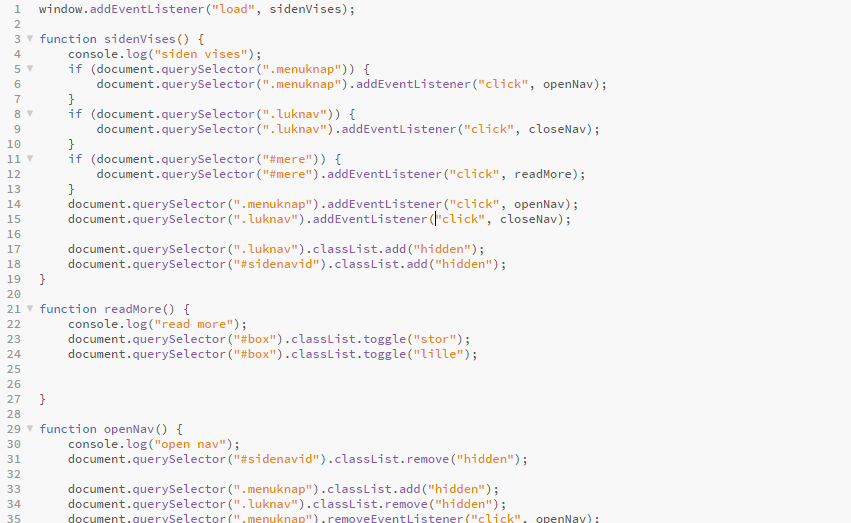 1 window.addEventListener("load", sidenVises);
2
3 function sidenVises() {
4     console.log("siden vises");
5     if (document.querySelector(".menuknap")) {
6         document.querySelector(".menuknap").addEventListener("click", openNav);
7     }
8     if (document.querySelector(".luknav")) {
9         document.querySelector(".luknav").addEventListener("click", closeNav);
10     }
11     if (document.querySelector("#mere")) {
12         document.querySelector("#mere").addEventListener("click", readMore);
13     }
14     document.querySelector(".menuknap").addEventListener("click", openNav);
15     document.querySelector(".luknav").addEventListener("click", closeNav);
16
17     document.querySelector(".luknav").classList.add("hidden");
18     document.querySelector("#sidenavid").classList.add("hidden");
19 }
20
21 function readMore() {
22     console.log("read more");
23     document.querySelector("#box").classList.toggle("stor");
24     document.querySelector("#box").classList.toggle("lille");
25
26
27 }
28
29 function openNav() {
30     console.log("open nav");
31     document.querySelector("#sidenavid").classList.remove("hidden");
32
33     document.querySelector(".menuknap").classList.add("hidden");
34     document.querySelector(".luknav").classList.remove("hidden");
35     document.querySelector(".menuknap").removeEventListener("click", openNav);